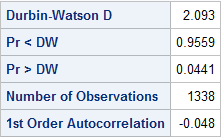 Durbin-Watson D 2.093
Pr < DW 0.9559
Pr > DW 0.0441
Number of Observations 1338
1st Order Autocorrelation -0.048